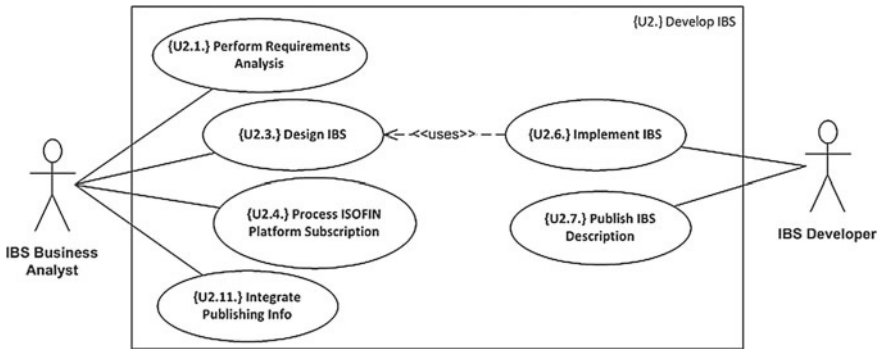 {U2.} Develop IBS
{U2.1.} Perform Requirements
Analysis
{U2.3.} Design IBS
<<uses>>
{U2.6.} Implement IBS
{U2.4.} Process ISOFIN
Platform Subscription
{U2.7.} Publish IBS
Description
IBS Business
Analyst
IBS Developer
{U2.11.} Integrate
Publishing Info